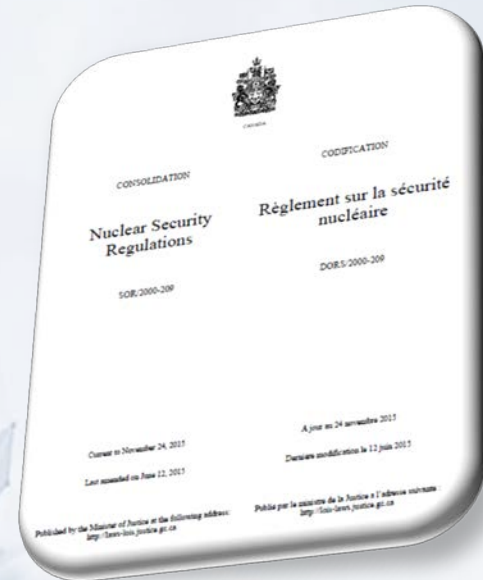 CANADA
CONSOLIDATION
Nuclear Security
Regulations
SOR/2000-209
Current to November 24, 2015
Last amended on June 12, 2015
Published by the Minister of Justice at the following address:
http://laws-lois.justice.gc.ca
CODIFICATION
Règlement sur la sécurité
nucléaire
DORS/2000-209
À jour au 24 novembre 2015
Dernière modification le 12 juin 2015
Publié par le ministre de la Justice à l'adresse suivante :
http://lois-laws.justice.gc.ca